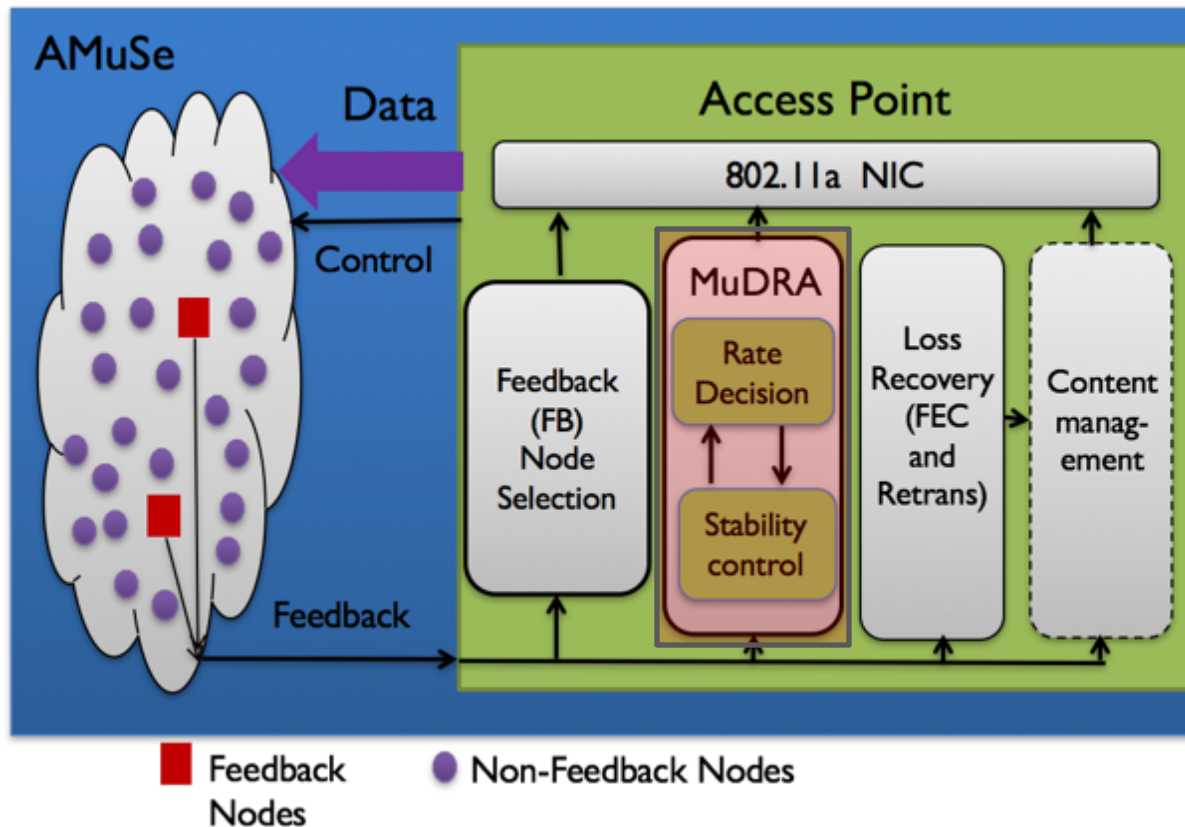 AMuSe
Data
Control
Feedback
Access Point
802.11a NIC
Feedback
(FB)
Node
Selection
MuDRA
Rate
Decision
Stability
control
Loss
Recovery
(FEC
and
Retrans)
Content
manag-
ement
Feedback
Nodes
Non-Feedback Nodes